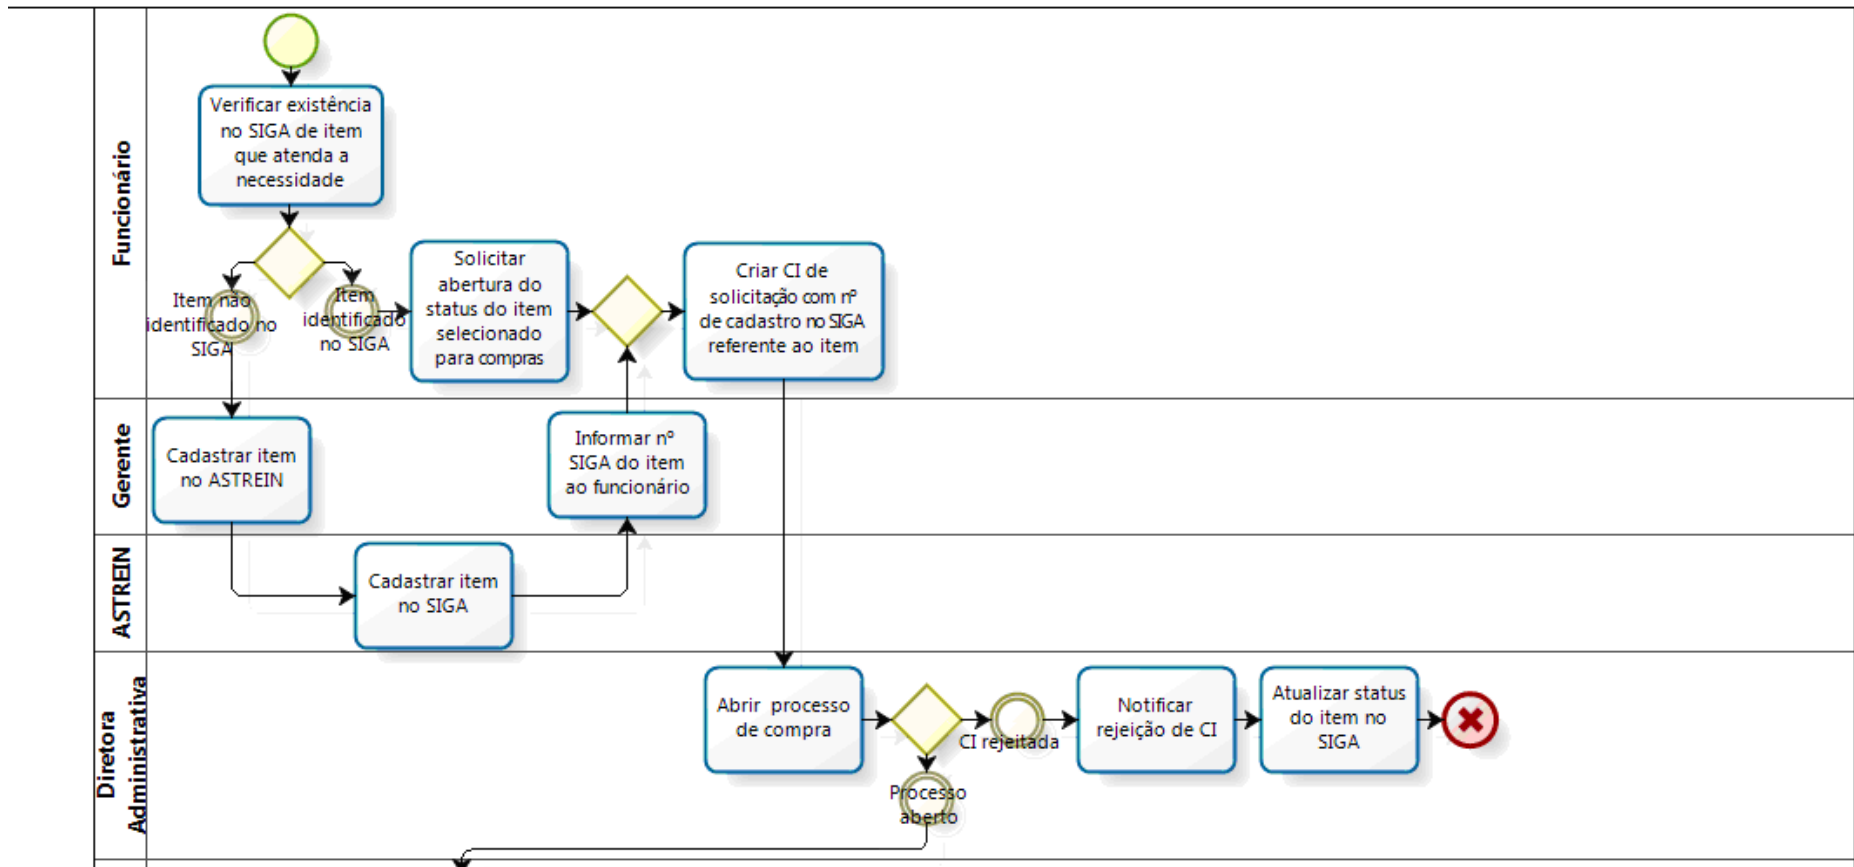 Funcionário
Verificar existência
no SIGA de item
que atenda a
necessidade
Item não
identificado no
SIGA
Item
identificado
no SIGA
Solicitar
abertura do
status do item
selecionado
para compras
Criar CI de
solicitação com nº
de cadastro no SIGA
referente ao item
Gerente
Cadastrar item
no ASTREIN
Informar nº
SIGA do item
ao funcionário
ASTREIN
Cadastrar item
no SIGA
Diretora
Administrativa
Abrir processo
de compra
CI rejeitada
Notificar
rejeição de CI
Atualizar status
do item no
SIGA
Processo
aberto